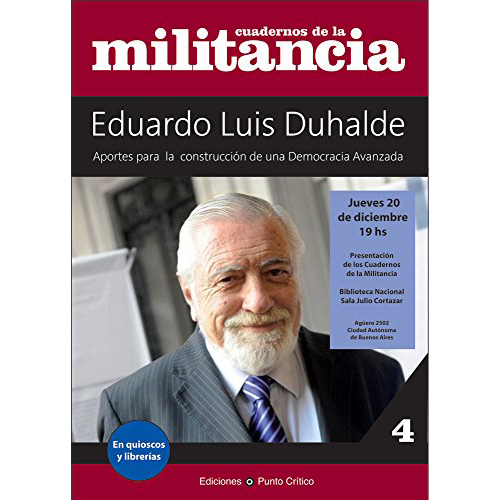 cuadernos de la
militancia
Eduardo Luis Duhalde
Aportes para la construcción de una Democracia Avanzada
Jueves 20
de diciembre
19 hs
Presentación
de los Cuadernos
de la Militancia
Biblioteca Nacional
Sala Julio Cortazar
Agüero 2502
Ciudad Autónoma
de Buenos Aires
4
En quioscos
y librerías
Ediciones Punto Crítico